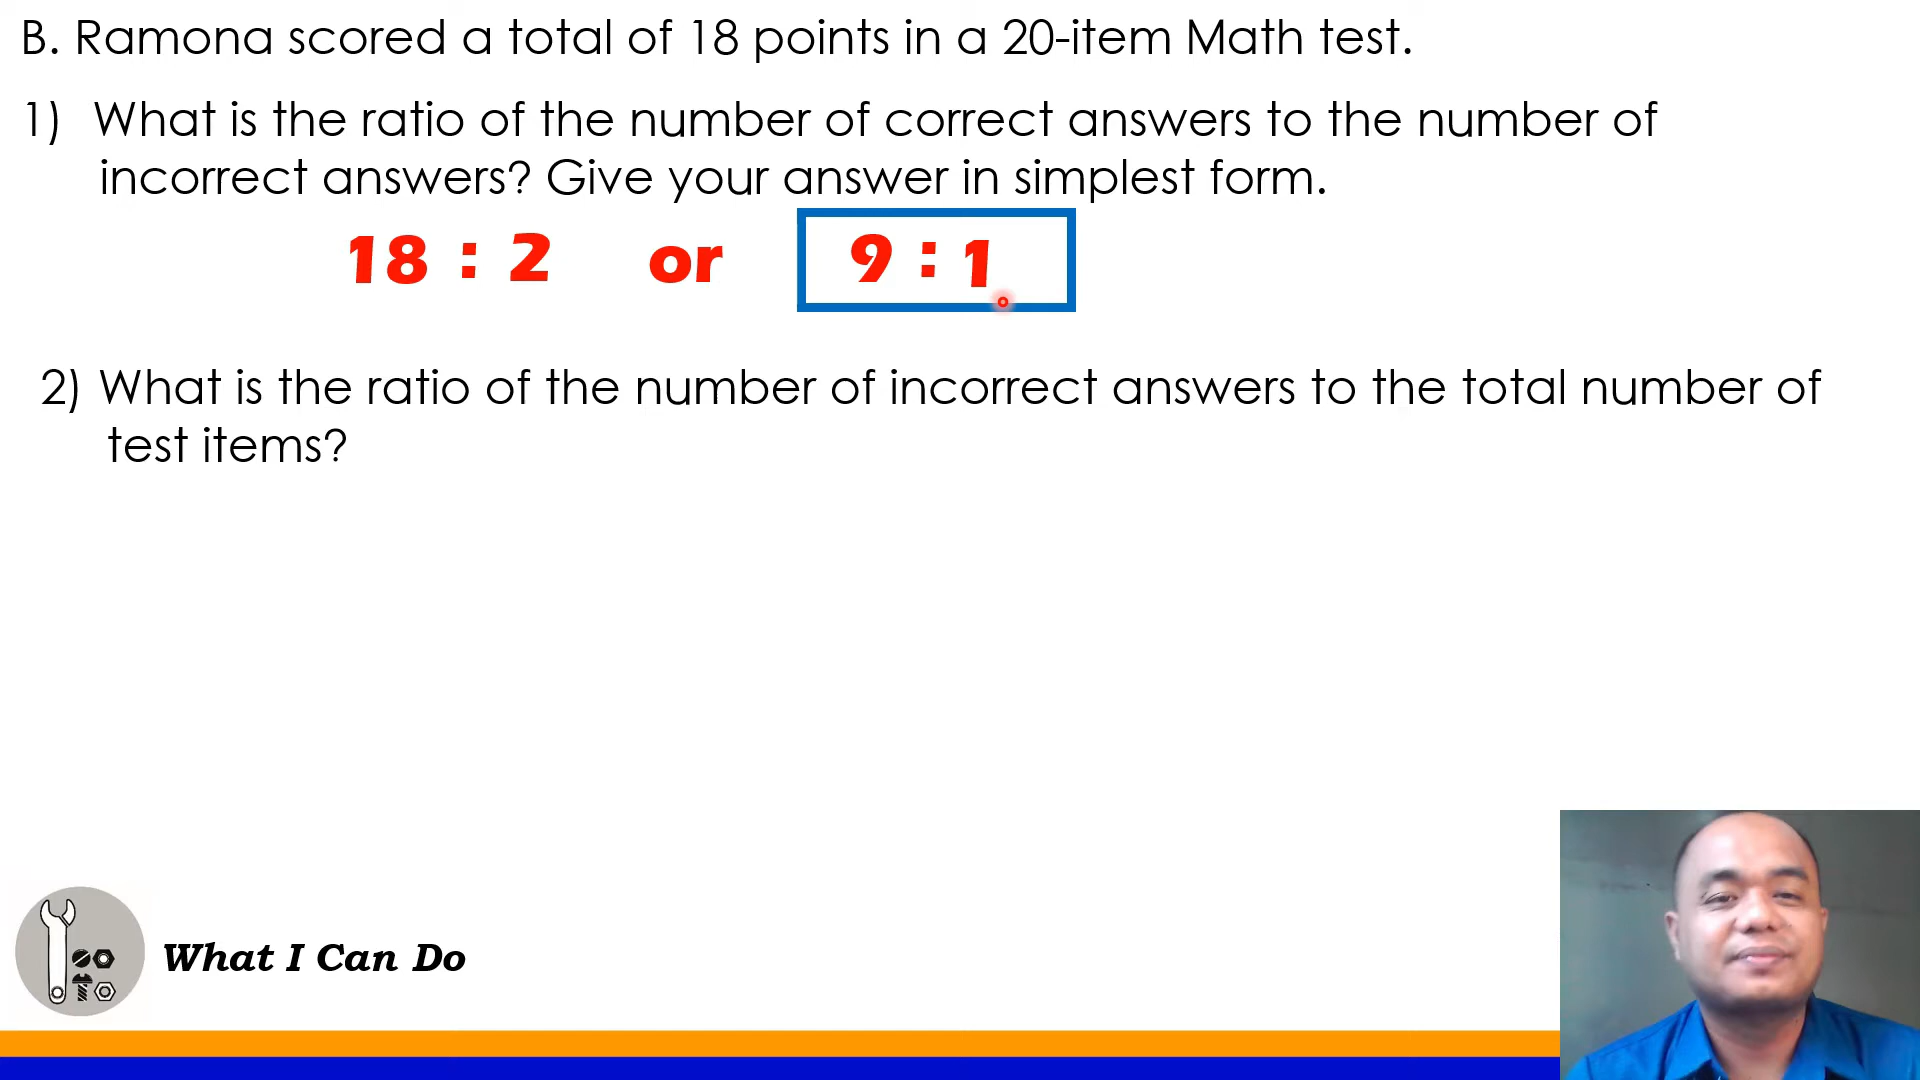 B. Ramona scored a total of 18 points in a 20-item Math test.
1) What is the ratio of the number of correct answers to the number of
incorrect answers? Give your answer in simplest form.
18 : 2 or 9 : 1
2) What is the ratio of the number of incorrect answers to the total number of
test items?
What I Can Do